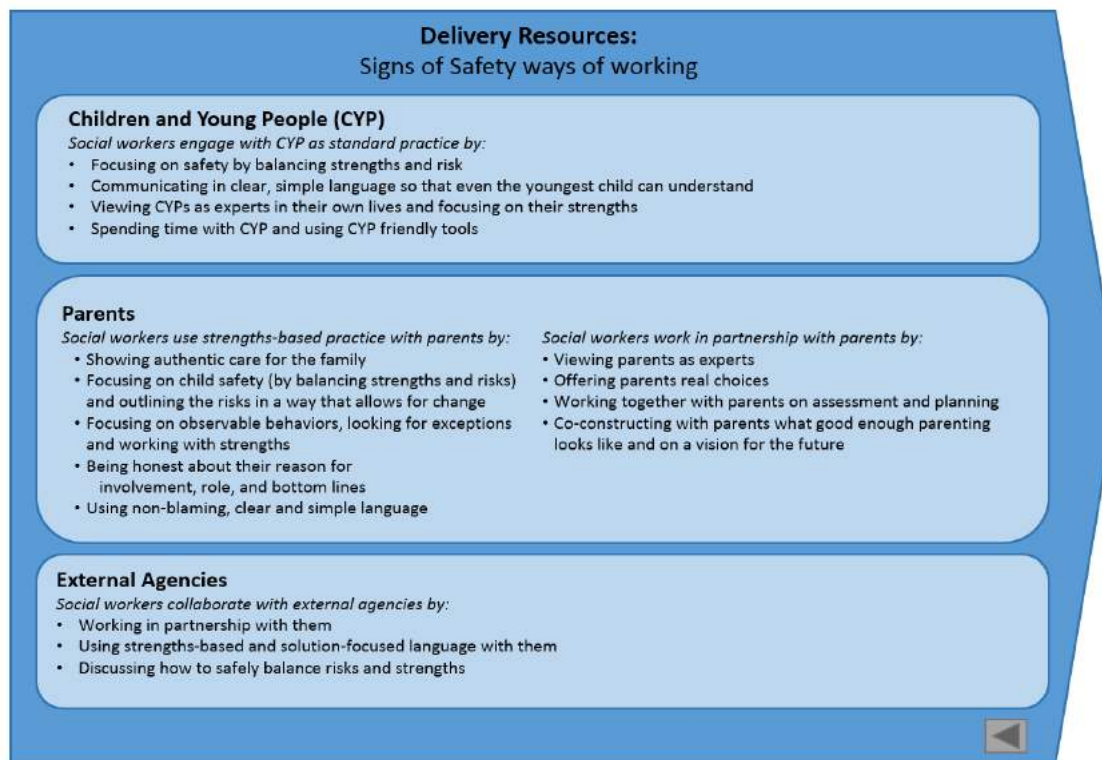 Delivery Resources:
Signs of Safety ways of working
Children and Young People (CYP)
Social workers engage with CYP as standard practice by:
• Focusing on safety by balancing strengths and risk
• Communicating in clear, simple language so that even the youngest child can understand
• Viewing CYPs as experts in their own lives and focusing on their strengths
• Spending time with CYP and using CYP friendly tools
Parents
Social workers use strengths-based practice with parents by:
• Showing authentic care for the family
• Focusing on child safety (by balancing strengths and risks)
and outlining the risks in a way that allows for change
• Focusing on observable behaviors, looking for exceptions
and working with strengths
• Being honest about their reason for
involvement, role, and bottom lines
• Using non-blaming, clear and simple language
Social workers work in partnership with parents by:
• Viewing parents as experts
• Offering parents real choices
• Working together with parents on assessment and planning
• Co-constructing with parents what good enough parenting
looks like and on a vision for the future
External Agencies
Social workers collaborate with external agencies by:
• Working in partnership with them
• Using strengths-based and solution-focused language with them
• Discussing how to safely balance risks and strengths